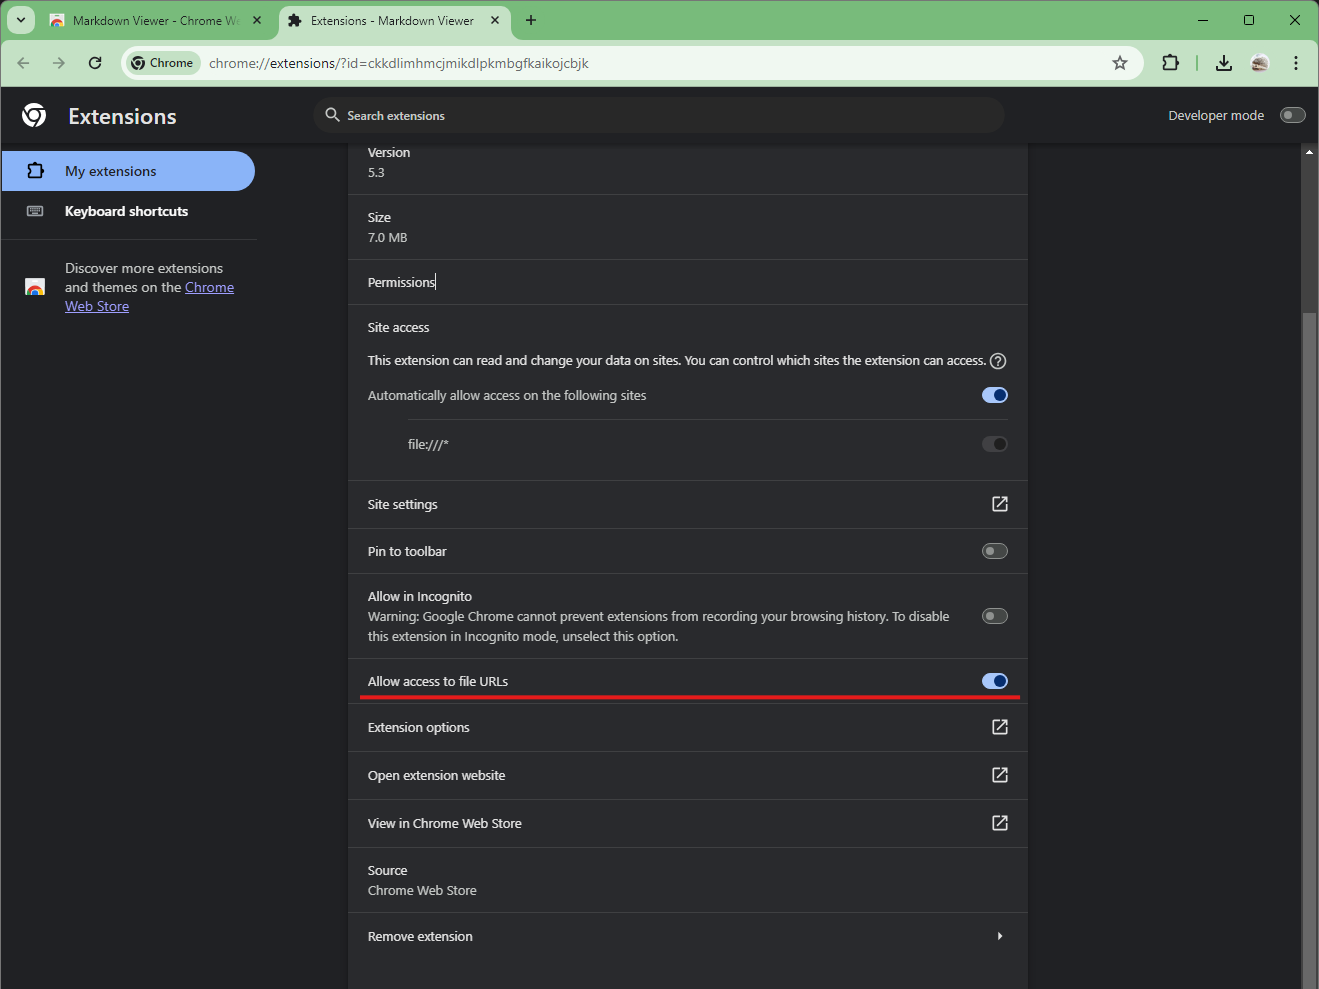 Markdown Viewer - Chrome We
Extensions - Markdown Viewer
Chrome
chrome://extensions/?id=ckkdlimhmcjmikdlpkmbgfkaikojcbjk
Extensions
Search extensions
Developer mode
My extensions
Keyboard shortcuts
Discover more extensions
and themes on the Chrome
Web Store
Version
5.3
Size
7.0 MB
Permissions
Site access
This extension can read and change your data on sites. You can control which sites the extension can access.
Automatically allow access on the following sites
file:///*
Site settings
Pin to toolbar
Allow in Incognito
Warning: Google Chrome cannot prevent extensions from recording your browsing history. To disable
this extension in Incognito mode, unselect this option.
Allow access to file URLs
Extension options
Open extension website
View in Chrome Web Store
Source
Chrome Web Store
Remove extension